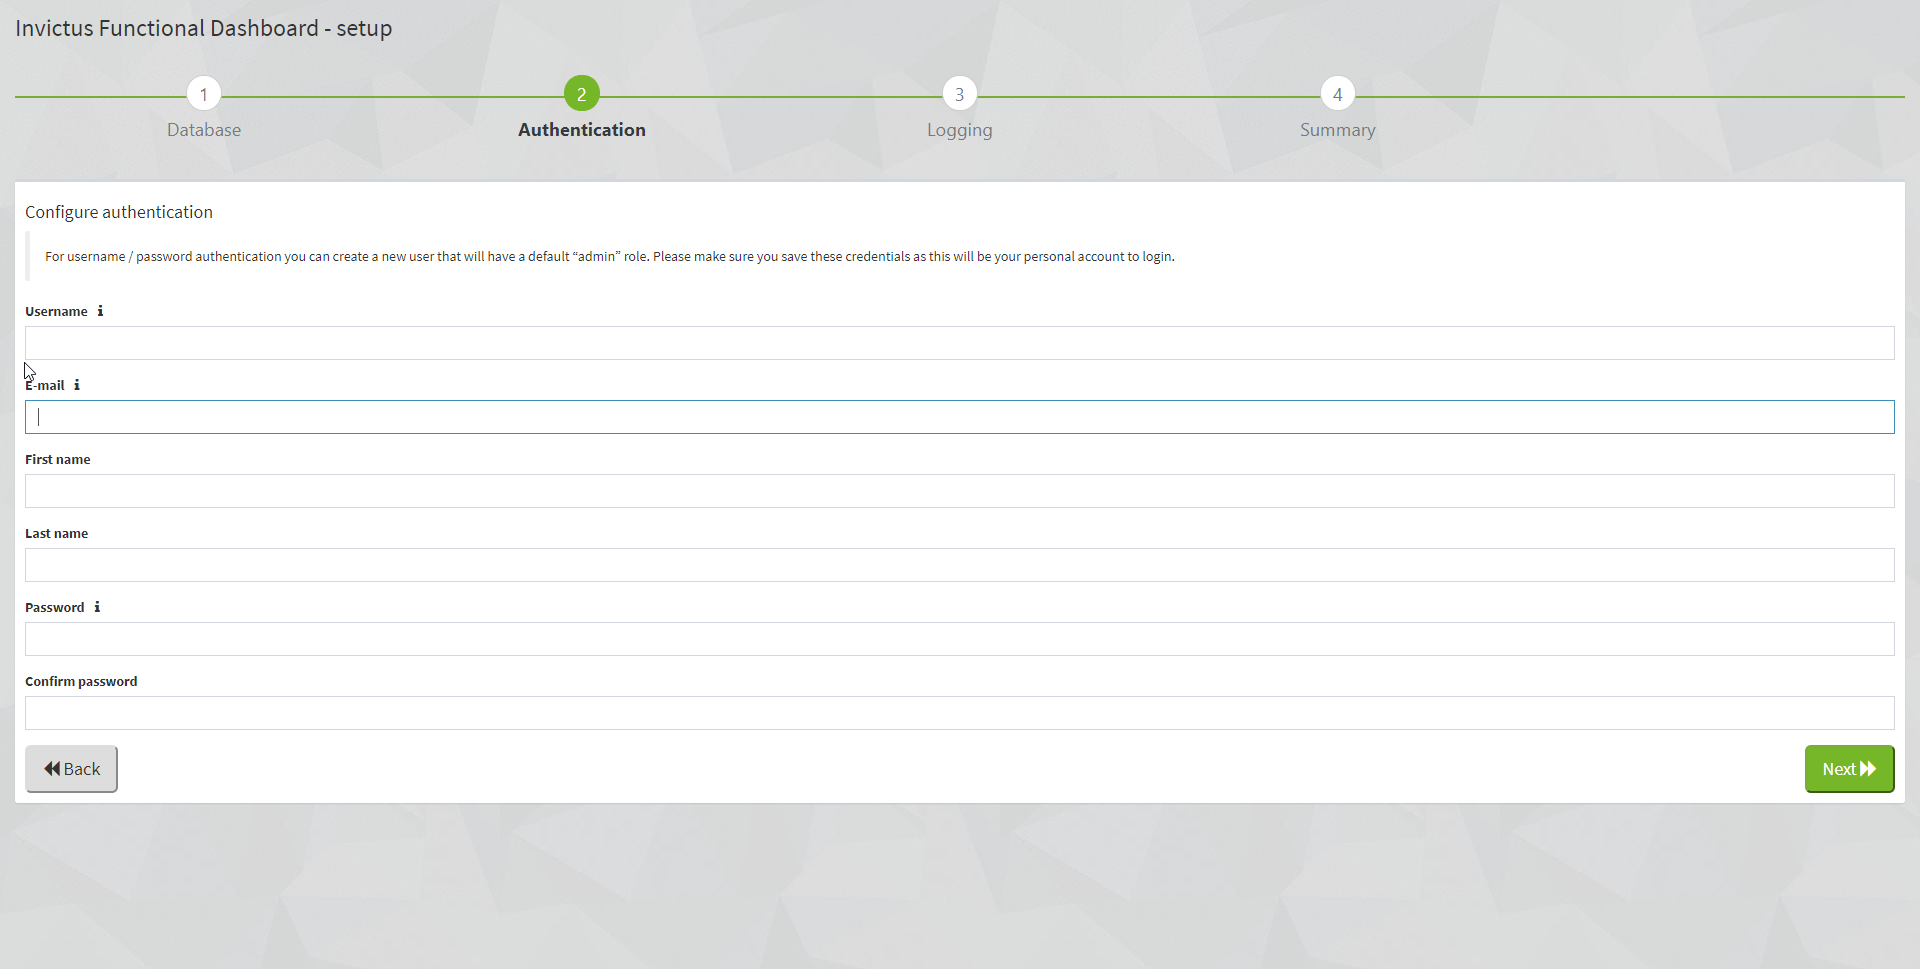 Invictus Functional Dashboard - setup
1
2
3
4
Database
Authentication
Logging
Summary
Configure authentication
For username / password authentication you can create a new user that will have a default “admin” role. Please make sure you save these credentials as this will be your personal account to login.
Username i
E-mail i
First name
Last name
Password i
Confirm password
Back
Next